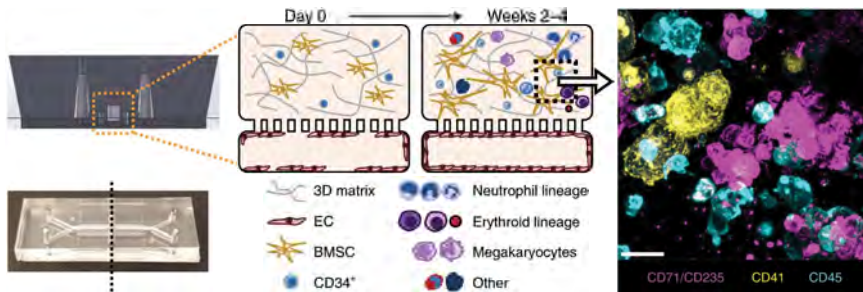 Day 0
Weeks 2–4
3D matrix
EC
BMSC
CD34+
Neutrophil lineage
Erythroid lineage
Megakaryocytes
Other
CD71/CD235 CD41 CD45